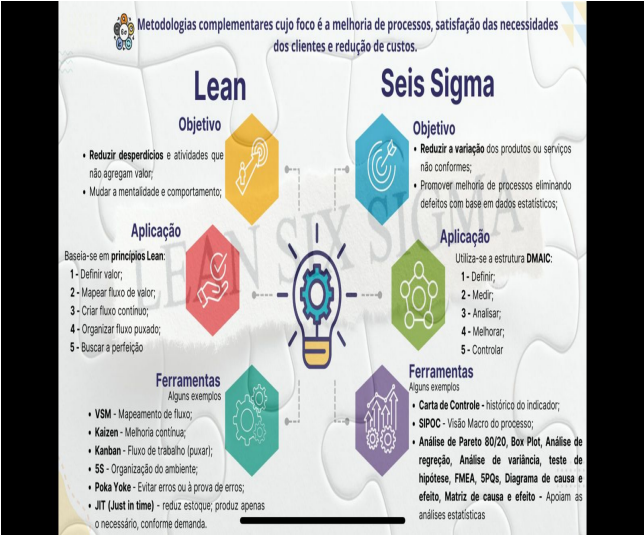 Metodologias complementares cujo foco é a melhoria de processos, satisfação das necessidades
dos clientes e redução de custos.
Lean
Objetivo
• Reduzir desperdícios e atividades que
não agregam valor;
• Mudar a mentalidade e comportamento;
Aplicação
Baseia-se em princípios Lean:
1 - Definir valor;
2 - Mapear fluxo de valor;
3 - Criar fluxo contínuo;
4 - Organizar fluxo puxado;
5 - Buscar a perfeição
Ferramentas
Alguns exemplos
• VSM - Mapeamento de fluxo;
• Kaizen - Melhoria contínua;
• Kanban - Fluxo de trabalho (puxar);
• 5S - Organização do ambiente;
• Poka Yoke - Evitar erros ou à prova de erros;
• JIT (Just in time) - reduz estoque; produz apenas
o necessário, conforme demanda.
Seis Sigma
Objetivo
• Reduzir a variação dos produtos ou serviços
não conformes;
• Promover melhoria de processos eliminando
defeitos com base em dados estatísticos;
Aplicação
Utiliza-se a estrutura DMAIC:
1 - Definir;
2 - Medir;
3 - Analisar;
4 - Melhorar;
5 - Controlar
Ferramentas
Alguns exemplos
• Carta de Controle - histórico do indicador;
• SIPOC - Visão Macro do processo;
• Análise de Pareto 80/20, Box Plot, Análise de
regreção, Análise de variância, teste de
hipótese, FMEA, 5PQs, Diagrama de causa e
efeito, Matriz de causa e efeito - Apoiam as
análises estatísticas
LEAN SIX SIGMA